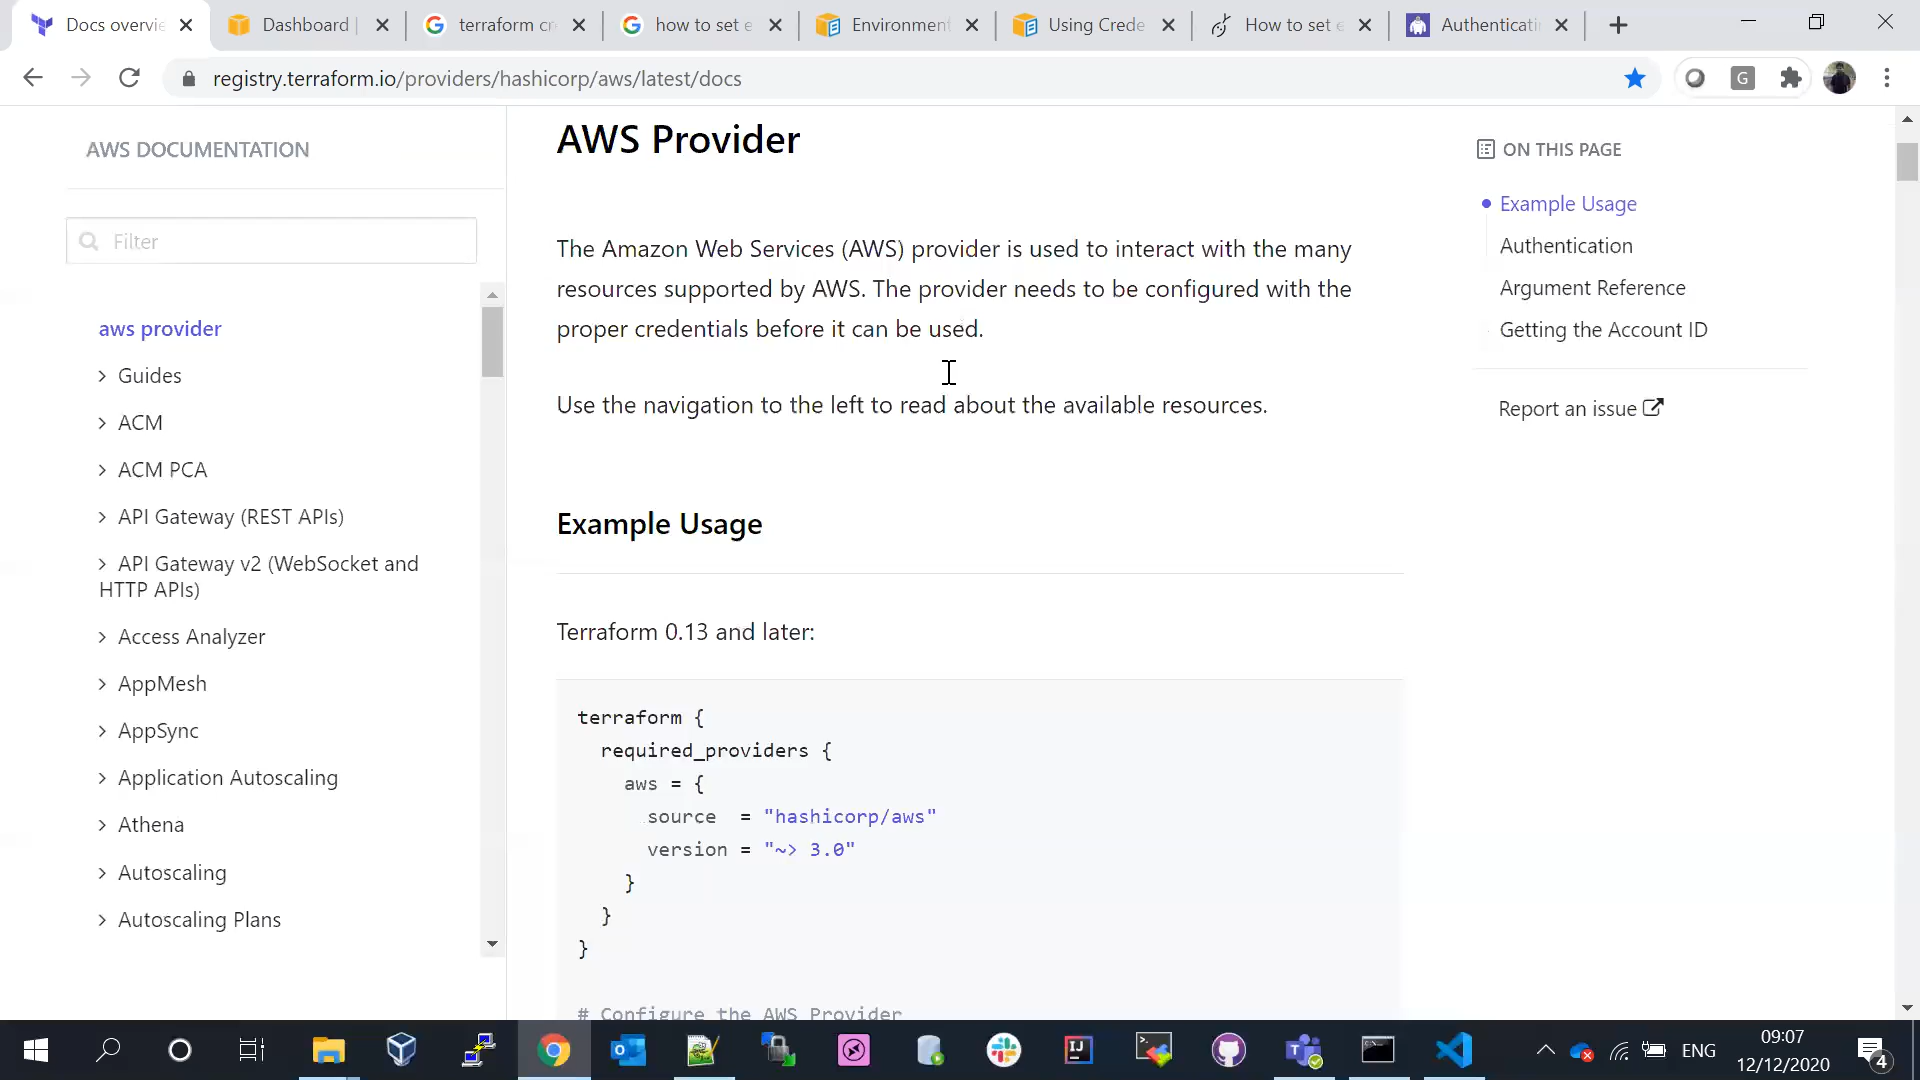 Docs overvie
Dashboard |
terraform cr
how to set e
Environment
Using Crede
How to set e
Authenticati
registry.terraform.io/providers/hashicorp/aws/latest/docs
G
AWS DOCUMENTATION
Filter
aws provider
Guides
ACM
ACM PCA
API Gateway (REST APIs)
API Gateway v2 (WebSocket and
HTTP APIs)
Access Analyzer
AppMesh
AppSync
Application Autoscaling
Athena
Autoscaling
Autoscaling Plans
AWS Provider
The Amazon Web Services (AWS) provider is used to interact with the many
resources supported by AWS. The provider needs to be configured with the
proper credentials before it can be used.
Use the navigation to the left to read about the available resources.
Example Usage
Terraform 0.13 and later:
terraform {
required_providers {
aws = {
source = "hashicorp/aws"
version = "~> 3.0"
}
}
}
# Configure the AWS Provider
ON THIS PAGE
Example Usage
Authentication
Argument Reference
Getting the Account ID
Report an issue
ENG
09:07
12/12/2020
4